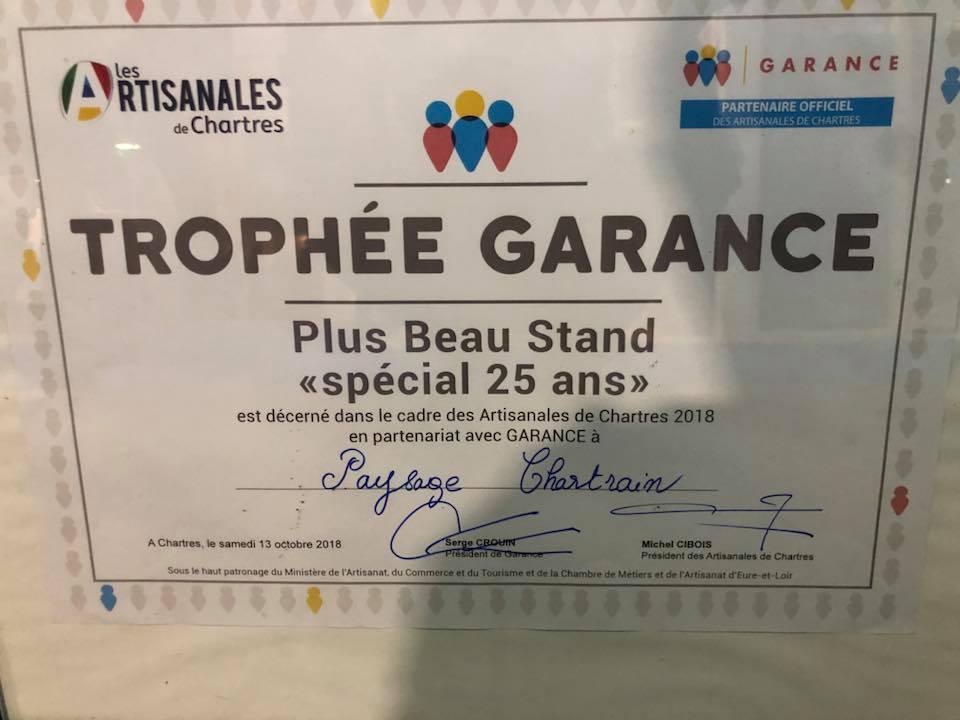 les
ARTISANALES
de Chartres
GARANCE
PARTENAIRE OFFICIEL
DES ARTISANALES DE CHARTRES
TROPHÉE GARANCE
Plus Beau Stand
«spécial 25 ans»
est décerné dans le cadre des Artisanales de Chartres 2018
en partenariat avec GARANCE à
Paysage Chartrain
A Chartres, le samedi 13 octobre 2018
Serge CROUIN
Président de Garance
Michel CIBOIS
Président des Artisanales de Chartres
Sous le haut patronage du Ministère de l'Artisanat, du Commerce et du Tourisme et de la Chambre de Métiers et de l'Artisanat d'Eure-et-Loir